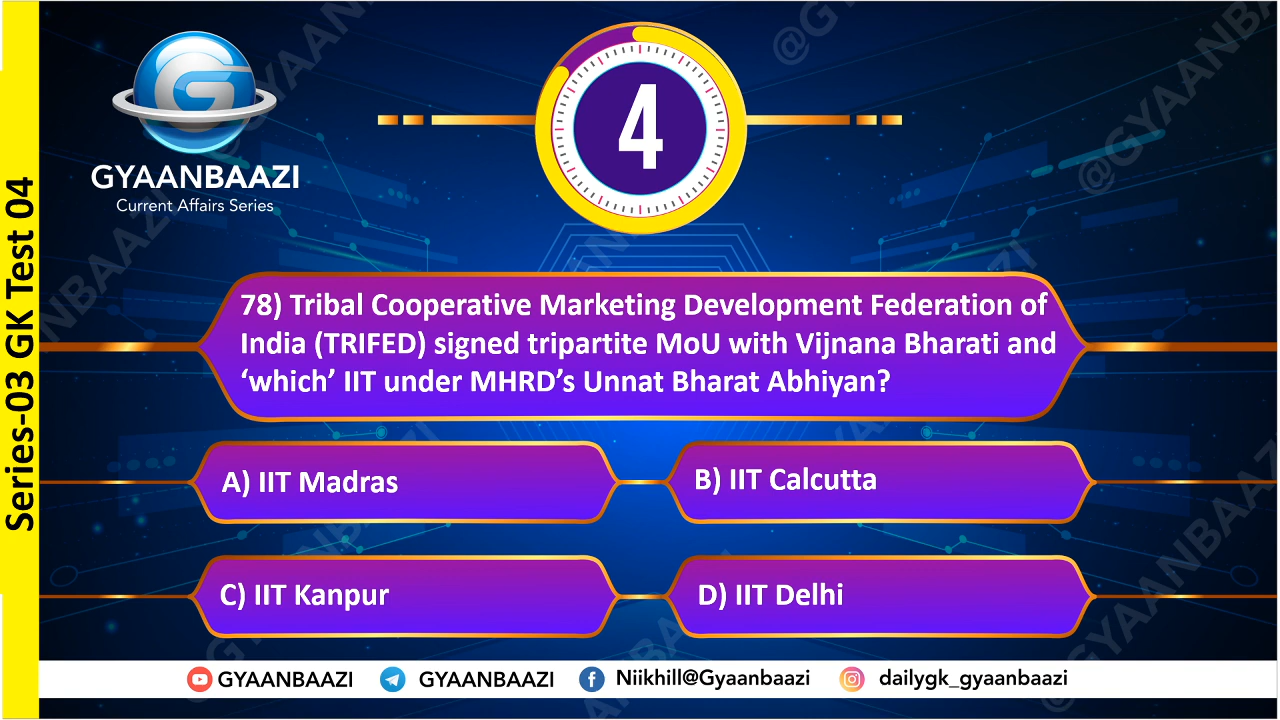 Series-03 GK Test 04
GYAANBAAZI
Current Affairs Series
4
78) Tribal Cooperative Marketing Development Federation of
India (TRIFED) signed tripartite MoU with Vijnana Bharati and
‘which’ IIT under MHRD’s Unnat Bharat Abhiyan?
A) IIT Madras
B) IIT Calcutta
C) IIT Kanpur
D) IIT Delhi
GYAANBAAZI GYAANBAAZI Niikhill@Gyaanbaazi dailygk_gyaanbaazi
@GYAANBAAZI